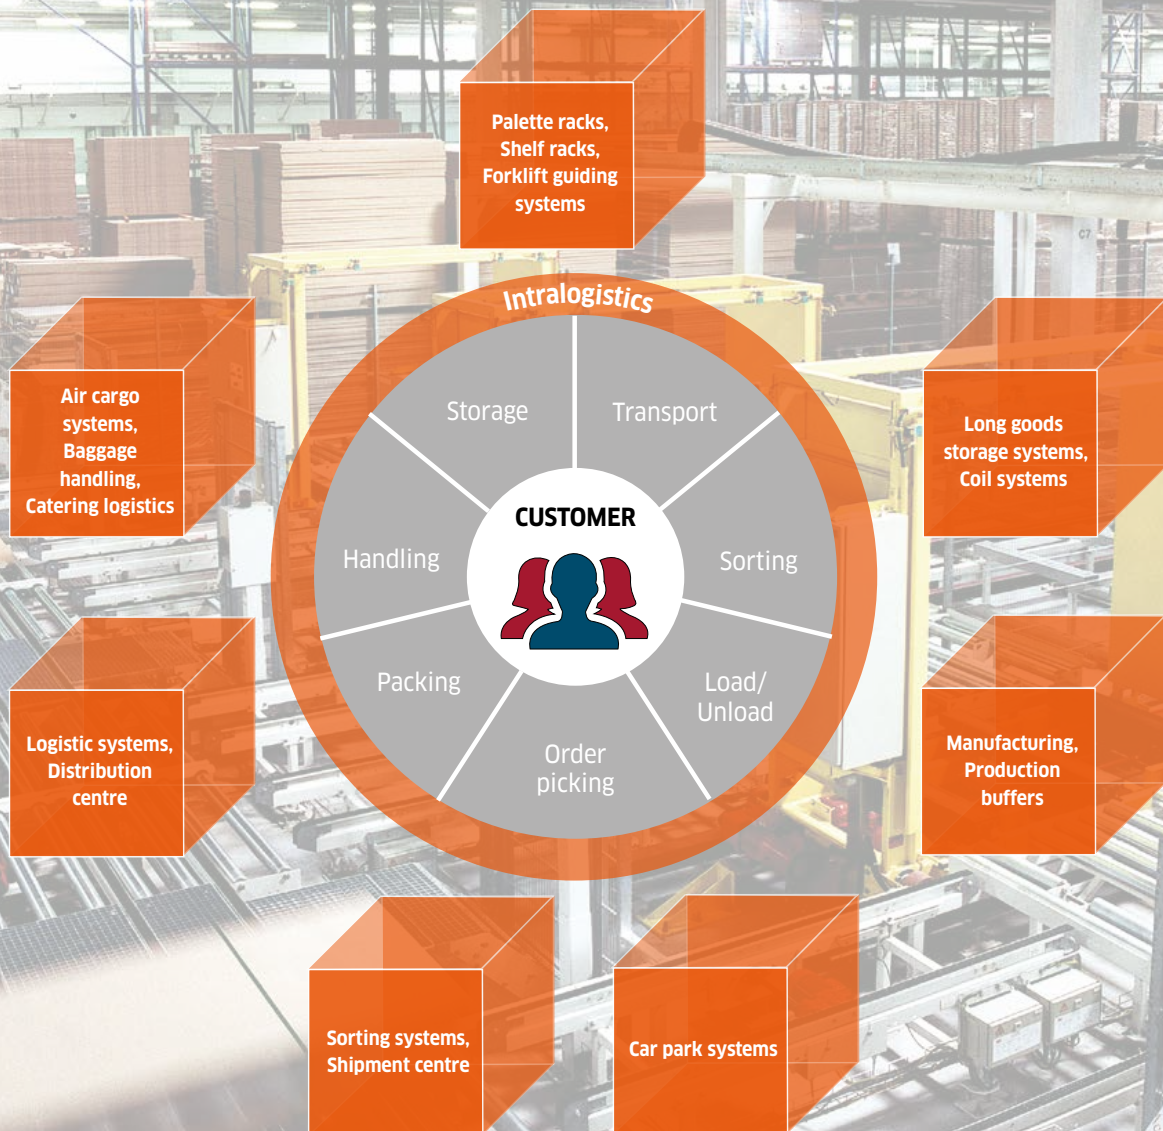 Palette racks,
Shelf racks,
Forklift guiding
systems
Intralogistics
Air cargo
systems,
Baggage
handling,
Catering logistics
Storage
Transport
Long goods
storage systems,
Coil systems
CUSTOMER
Handling
Sorting
Packing
Load/
Unload
Order
picking
Logistic systems,
Distribution
centre
Manufacturing,
Production
buffers
Sorting systems,
Shipment centre
Car park systems
C7